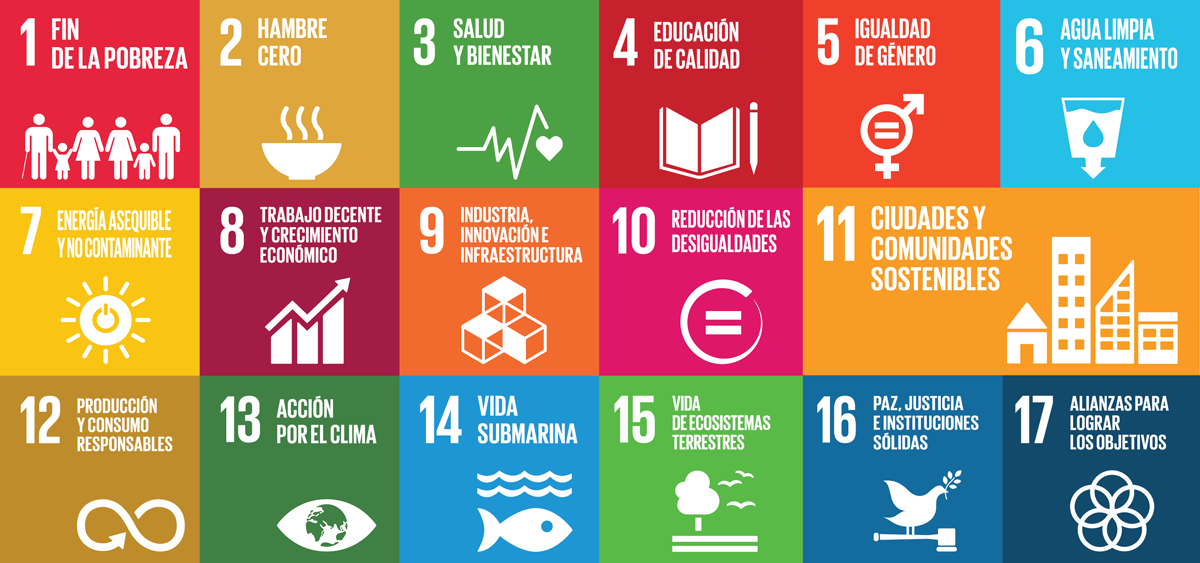 1 FIN
DE LA POBREZA
2 HAMBRE
CERO
3 SALUD
Y BIENESTAR
4 EDUCACIÓN
DE CALIDAD
5 IGUALDAD
DE GÉNERO
6 AGUA LIMPIA
Y SANEAMIENTO
7 ENERGÍA ASEQUIBLE
Y NO CONTAMINANTE
8 TRABAJO DECENTE
Y CRECIMIENTO
ECONÓMICO
9 INDUSTRIA,
INNOVACIÓN E
INFRAESTRUCTURA
10 REDUCCIÓN DE LAS
DESIGUALDADES
11 CIUDADES Y
COMUNIDADES
SOSTENIBLES
12 PRODUCCIÓN
Y CONSUMO
RESPONSABLES
13 ACCIÓN
POR EL CLIMA
14 VIDA
SUBMARINA
15 VIDA
DE ECOSISTEMAS
TERRESTRES
16 PAZ, JUSTICIA
E INSTITUCIONES
SÓLIDAS
17 ALIANZAS PARA
LOGRAR
LOS OBJETIVOS